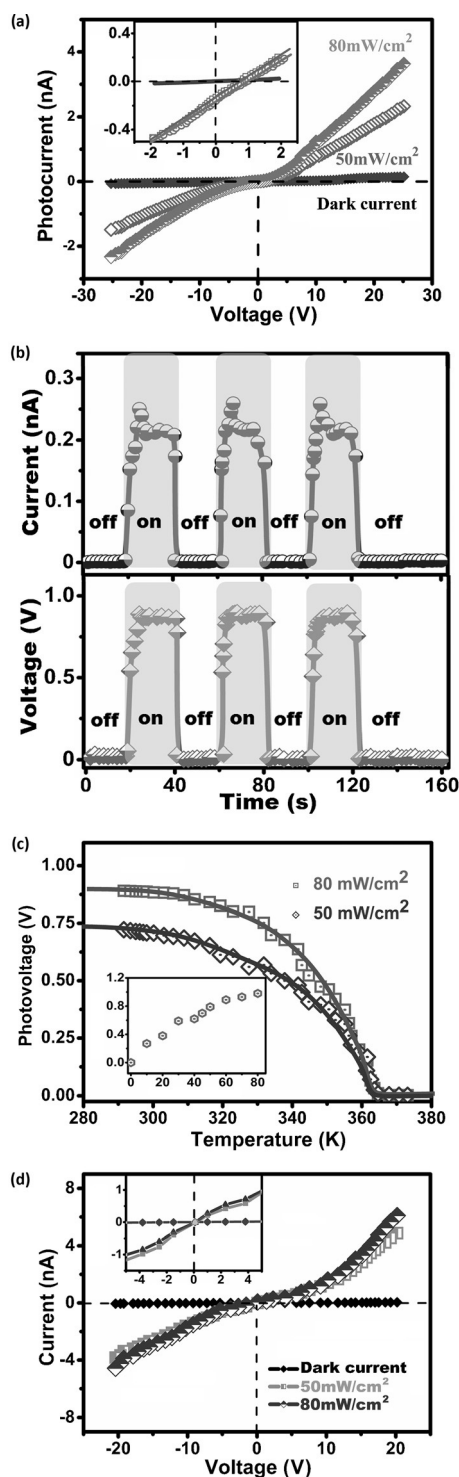 (a)
80mW/cm²
50mW/cm²
Dark current
Photocurrent (nA)
4
2
0
-2
-30 -20 -10 0 10 20 30
Voltage (V)
0.4
0.0
-0.4
-2 -1 0 1 2
(b)
Current (nA)
0.3
0.2
0.1
0
off on off on off on off
Voltage (V)
1.0
0.5
0
off on off on off on off
0 40 80 120 160
Time (s)
(c)
Photovoltage (V)
1.00
0.75
0.50
0.25
0.00
80 mW/cm²
50 mW/cm²
1.2
0.8
0.4
0.0
0 20 40 60 80
280 300 320 340 360 380
Temperature (K)
(d)
Current (nA)
8
4
0
-4
-8
1
0
-1
-4 -2 0 2 4
Dark current
50mW/cm²
80mW/cm²
-20 -10 0 10 20
Voltage (V)